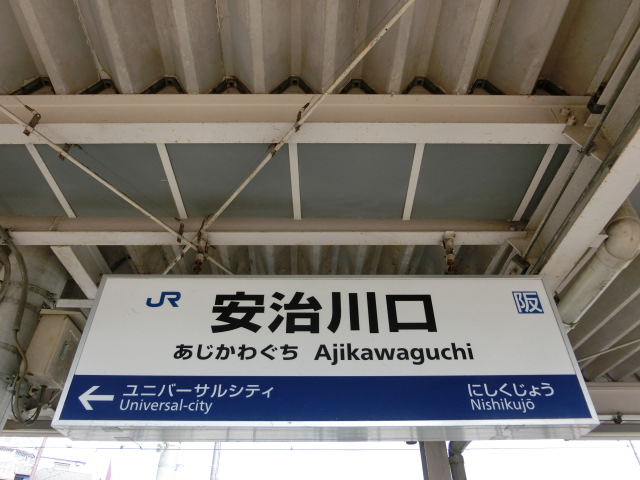 JR 安治川口 阪
あじかわぐち Ajikawaguchi
← ユニバーサルシティ にしくじょう
Universal-city Nishikujō